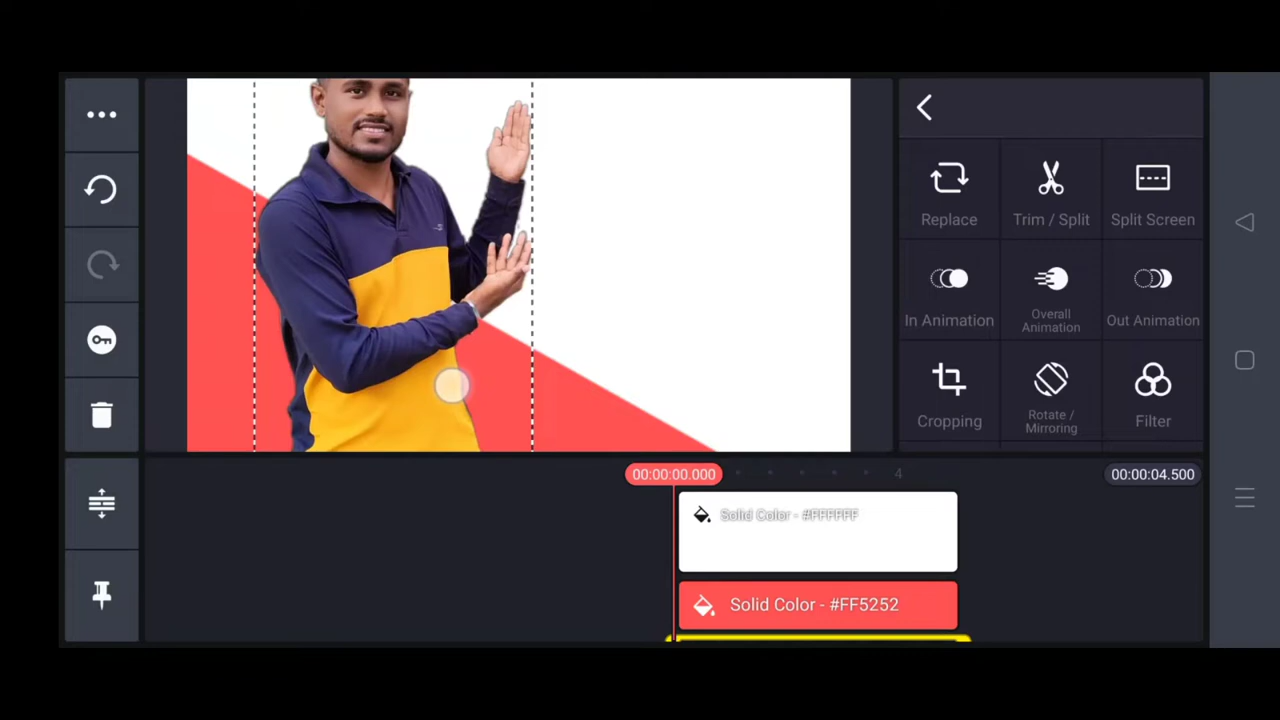 Replace
Trim / Split
Split Screen
In Animation
Overall
Animation
Out Animation
Cropping
Rotate /
Mirroring
Filter
00:00:00.000
4
00:00:04.500
Solid Color - #FFFFFF
Solid Color - #FF5252